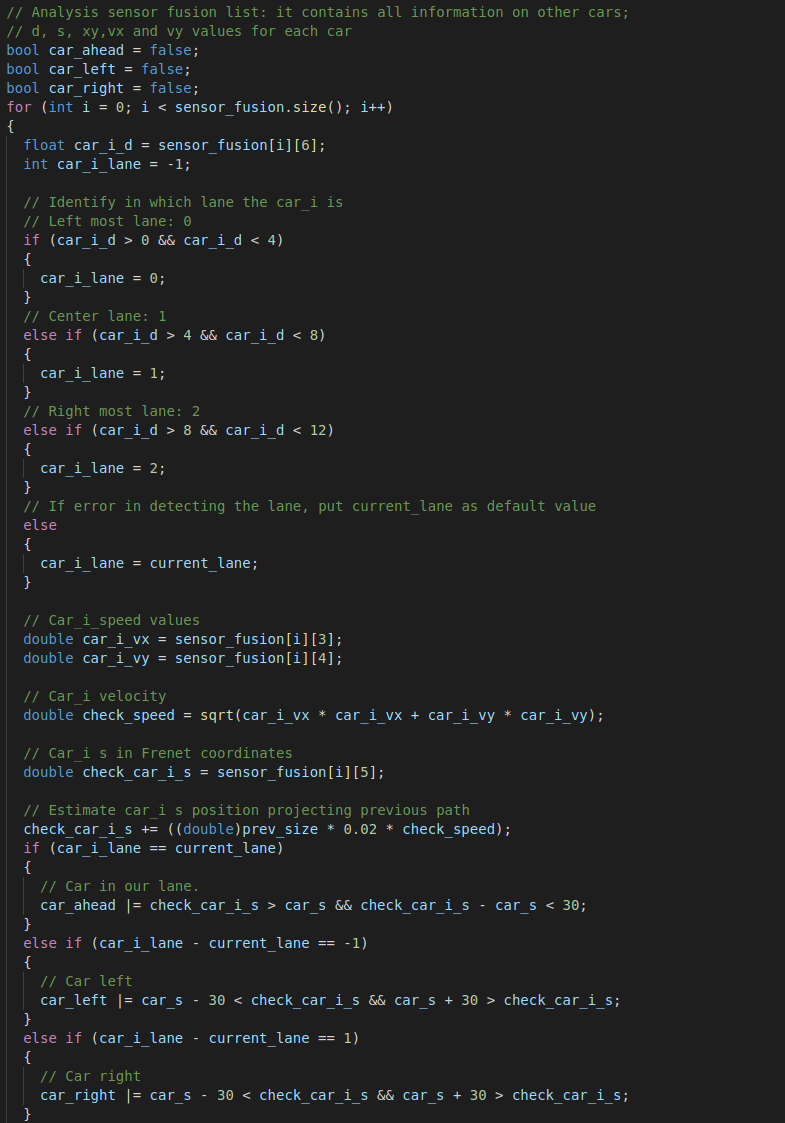 // Analysis sensor fusion list: it contains all information on other cars;
// d, s, xy,vx and vy values for each car
bool car_ahead = false;
bool car_left = false;
bool car_right = false;
for (int i = 0; i < sensor_fusion.size(); i++)
{
  float car_i_d = sensor_fusion[i][6];
  int car_i_lane = -1;

  // Identify in which lane the car_i is
  // Left most lane: 0
  if (car_i_d > 0 && car_i_d < 4)
  {
    car_i_lane = 0;
  }
  // Center lane: 1
  else if (car_i_d > 4 && car_i_d < 8)
  {
    car_i_lane = 1;
  }
  // Right most lane: 2
  else if (car_i_d > 8 && car_i_d < 12)
  {
    car_i_lane = 2;
  }
  // If error in detecting the lane, put current_lane as default value
  else
  {
    car_i_lane = current_lane;
  }

  // Car_i_speed values
  double car_i_vx = sensor_fusion[i][3];
  double car_i_vy = sensor_fusion[i][4];

  // Car_i velocity
  double check_speed = sqrt(car_i_vx * car_i_vx + car_i_vy * car_i_vy);

  // Car_i s in Frenet coordinates
  double check_car_i_s = sensor_fusion[i][5];

  // Estimate car_i s position projecting previous path
  check_car_i_s += ((double)prev_size * 0.02 * check_speed);
  if (car_i_lane == current_lane)
  {
    // Car in our lane.
    car_ahead |= check_car_i_s > car_s && check_car_i_s - car_s < 30;
  }
  else if (car_i_lane - current_lane == -1)
  {
    // Car left
    car_left |= car_s - 30 < check_car_i_s && car_s + 30 > check_car_i_s;
  }
  else if (car_i_lane - current_lane == 1)
  {
    // Car right
    car_right |= car_s - 30 < check_car_i_s && car_s + 30 > check_car_i_s;
  }